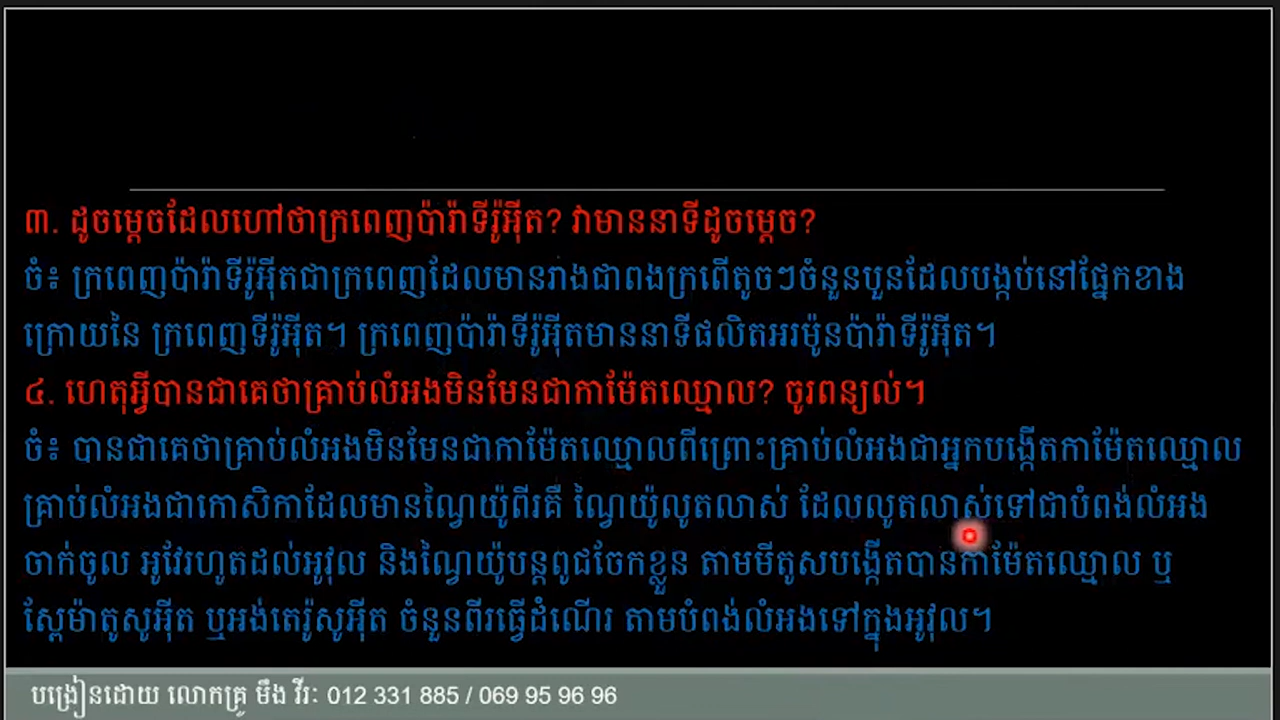 ៣. ដូចម្ដេចដែលហៅថាក្រពេញប៉ារ៉ាទីរ៉ូអ៊ីត? វាមាននាទីដូចម្ដេច?
ចំ៖ ក្រពេញប៉ារ៉ាទីរ៉ូអ៊ីតជាក្រពេញដែលមានរាងជាពងក្រពើតូចៗចំនួនបួនដែលបង្កប់នៅផ្នែកខាង
ក្រោយនៃ ក្រពេញទីរ៉ូអ៊ីត។ ក្រពេញប៉ារ៉ាទីរ៉ូអ៊ីតមាននាទីផលិតអរម៉ូនប៉ារ៉ាទីរ៉ូអ៊ីត។
៤. ហេតុអ្វីបានជាគេថាគ្រាប់លំអងមិនមែនជាកាម៉ែតឈ្មោល? ចូរពន្យល់។
ចំ៖ បានជាគេថាគ្រាប់លំអងមិនមែនជាកាម៉ែតឈ្មោលពីព្រោះគ្រាប់លំអងជាអ្នកបង្កើតកាម៉ែតឈ្មោល
គ្រាប់លំអងជាកោសិកាដែលមានណ្វៃយ៉ូពីរគឺ ណ្វៃយ៉ូលូតលាស់ ដែលលូតលាស់ទៅជាបំពង់លំអង
ចាក់ចូល អូវែរហូតដល់អូវុល និងណ្វៃយ៉ូបន្តពូជចែកខ្លួន តាមមីតូសបង្កើតបានកាម៉ែតឈ្មោល ឬ
ស្ពែម៉ាតូសូអ៊ីត ឬអង់តេរ៉ូសូអ៊ីត ចំនួនពីរធ្វើដំណើរ តាមបំពង់លំអងទៅក្នុងអូវុល។
បង្រៀនដោយ លោកគ្រូ ម៉ឹង វីរៈ 012 331 885 / 069 95 96 96